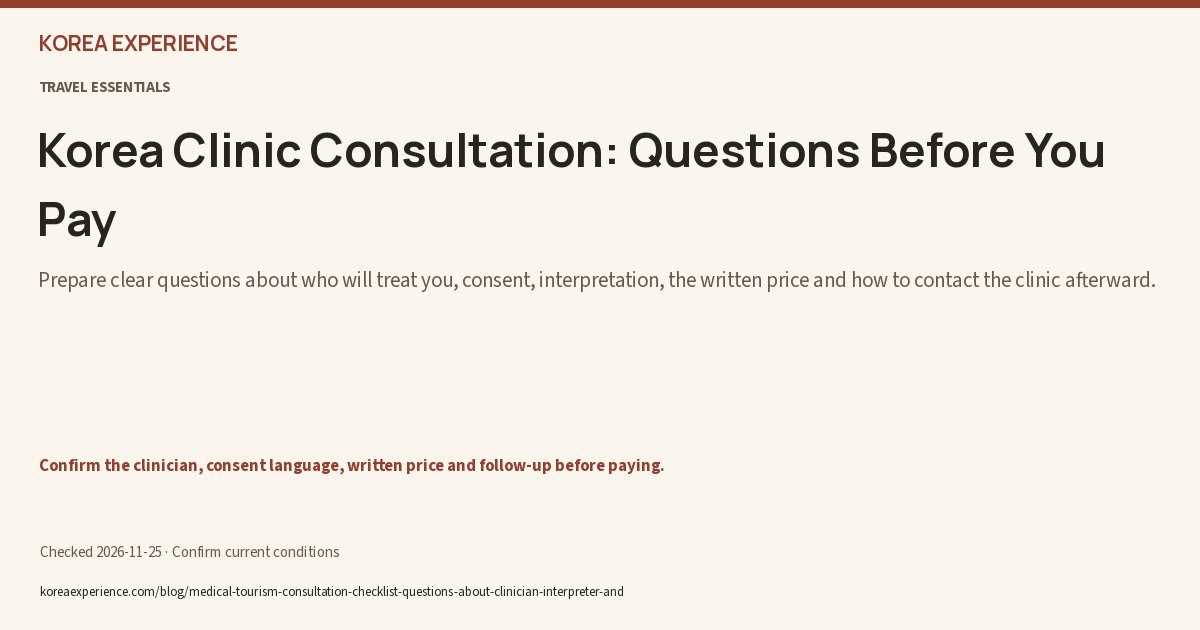 KOREA EXPERIENCE
TRAVEL ESSENTIALS
Korea Clinic Consultation: Questions Before You
Pay
Prepare clear questions about who will treat you, consent, interpretation, the written price and how to contact the clinic afterward.
Confirm the clinician, consent language, written price and follow-up before paying.
Checked 2026-11-25 · Confirm current conditions
koreaexperience.com/blog/medical-tourism-consultation-checklist-questions-about-clinician-interpreter-and